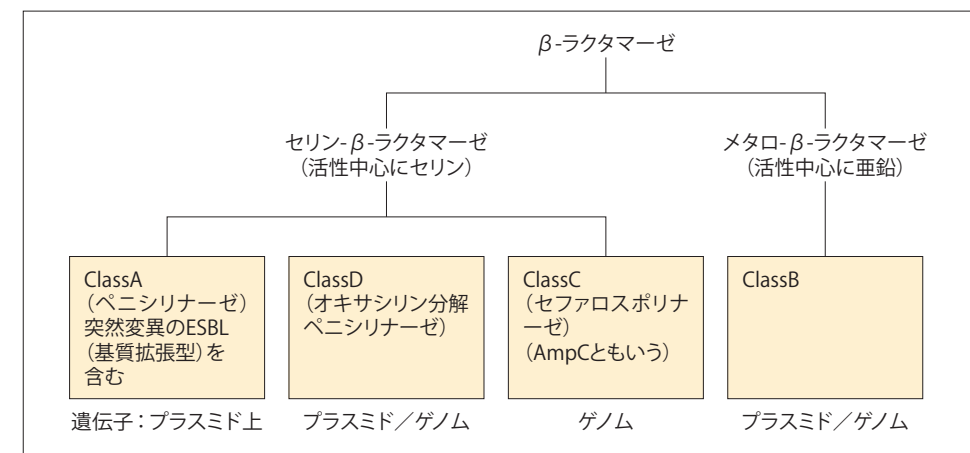 β-ラクタマーゼ
セリン-β-ラクタマーゼ
（活性中心にセリン）
メタロ-β-ラクタマーゼ
（活性中心に亜鉛）
ClassA
（ペニシリナーゼ）
突然変異のESBL
（基質拡張型）を
含む
ClassD
（オキサシリン分解
ペニシリナーゼ）
ClassC
（セファロスポリナ
ーゼ）
（AmpCともいう）
ClassB
遺伝子：プラスミド上
プラスミド／ゲノム
ゲノム
プラスミド／ゲノム